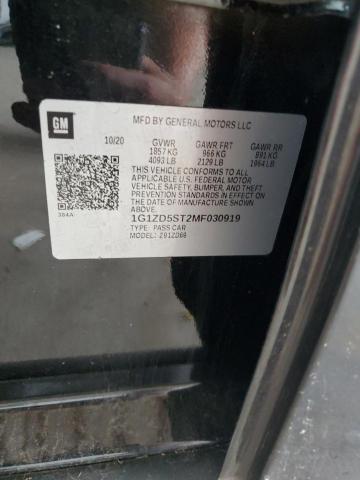 GM
MFD BY GENERAL MOTORS LLC
10/20 GVWR GAWR FRT GAWR RR
1857 KG 966 KG 891 KG
4093 LB 2129 LB 1964 LB
THIS VEHICLE CONFORMS TO ALL
APPLICABLE U.S. FEDERAL MOTOR
VEHICLE SAFETY, BUMPER, AND THEFT
PREVENTION STANDARDS IN EFFECT ON
THE DATE OF MANUFACTURE SHOWN
ABOVE.
384A
1G1ZD5ST2MF030919
TYPE: PASS CAR
MODEL: Z91ZD69